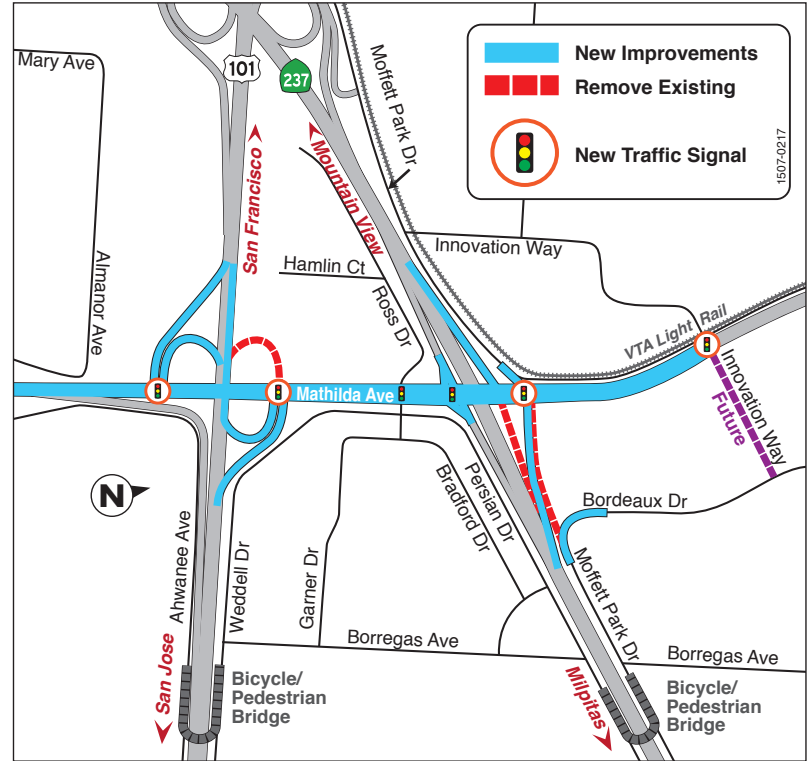 Mary Ave
101
237
Moffett Park Dr
New Improvements
Remove Existing
New Traffic Signal
1507-0217
San Francisco
Mountain View
Almanor Ave
Hamlin Ct
Ross Dr
Innovation Way
VTA Light Rail
Mathilda Ave
Innovation Way
Future
N
Ahwanee Ave
Weddell Dr
Garner Dr
Bradford Dr
Persian Dr
Bordeaux Dr
Moffett Park Dr
Borregas Ave
Borregas Ave
San Jose
Bicycle/
Pedestrian
Bridge
Milpitas
Bicycle/
Pedestrian
Bridge